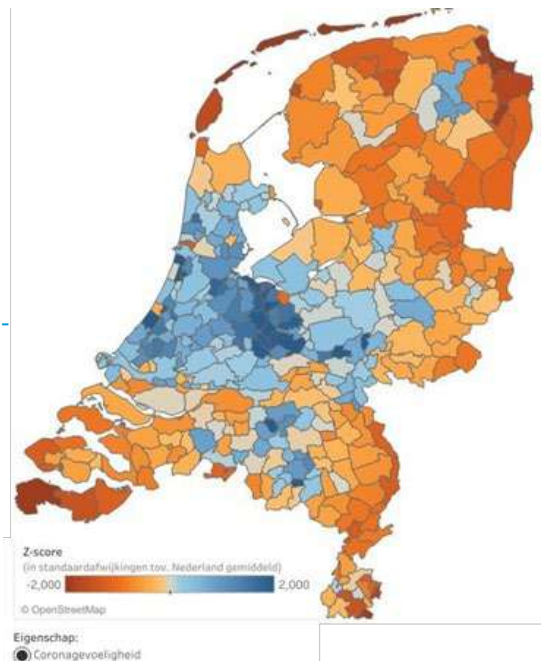 Z-score
(in standaardafwijkingen tov. Nederland gemiddeld)
-2,000 2,000
© OpenStreetMap
Eigenschap:
Coronagevoeligheid